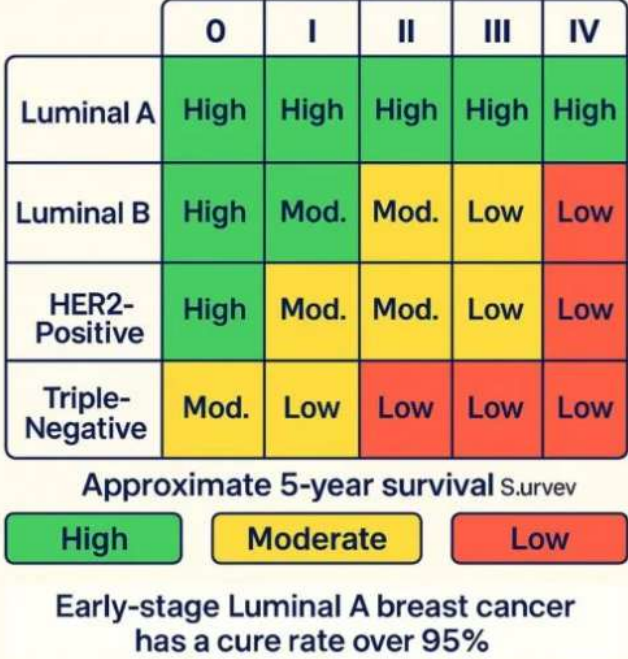 0 I II III IV
Luminal A High High High High High
Luminal B High Mod. Mod. Low Low
HER2-
Positive High Mod. Mod. Low Low
Triple-
Negative Mod. Low Low Low Low
Approximate 5-year survival S.urvev
High Moderate Low
Early-stage Luminal A breast cancer
has a cure rate over 95%